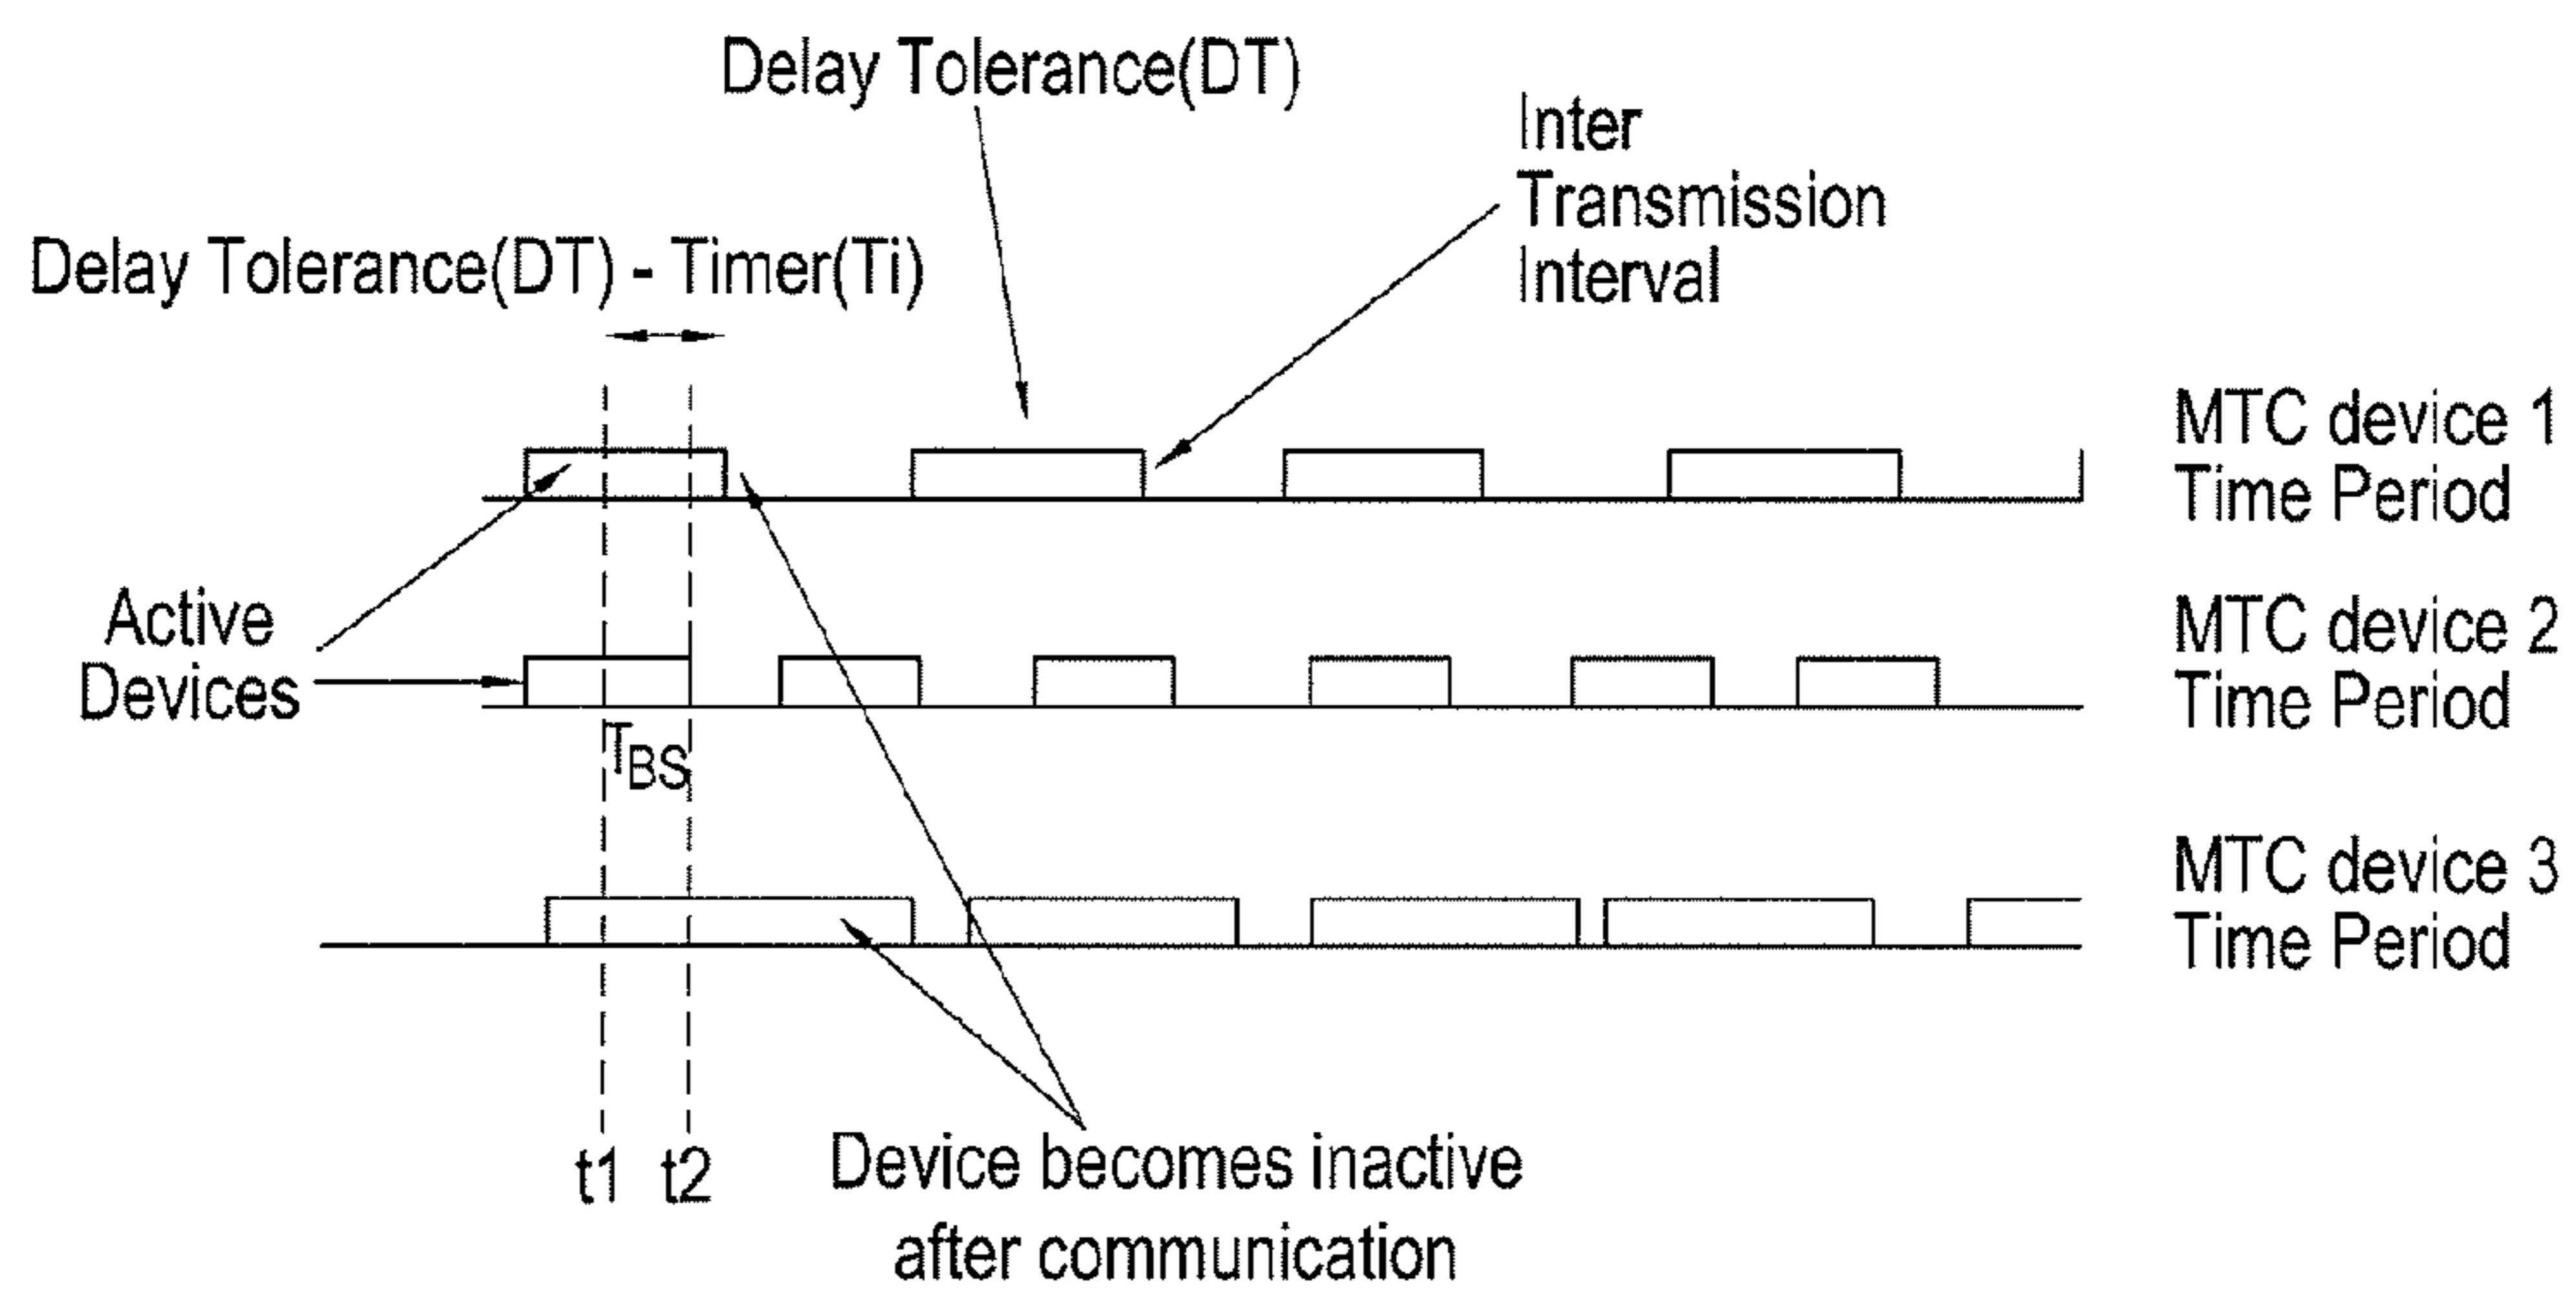 Delay Tolerance(DT)
Inter
Transmission
Interval
Delay Tolerance(DT) - Timer(Ti)
MTC device 1
Time Period
Active
Devices
MTC device 2
Time Period
TBS
MTC device 3
Time Period
t1 t2
Device becomes inactive
after communication